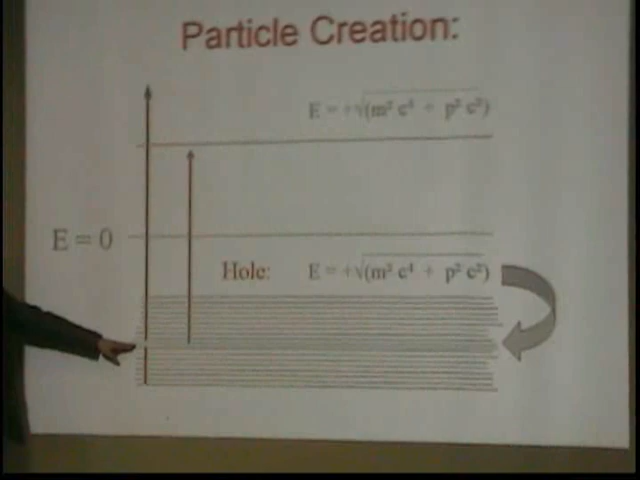 Particle Creation:
E = +√(m² c⁴ + p² c²)
E = 0
Hole: E = +√(m² c⁴ + p² c²)